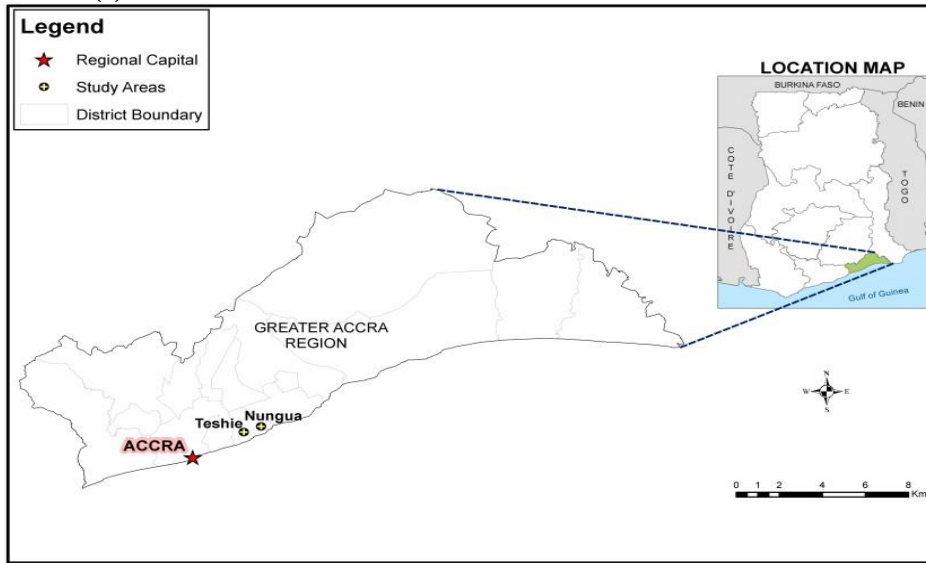 Legend
Regional Capital
Study Areas
District Boundary
LOCATION MAP
BURKINA FASO
BENIN
COTE D'IVOIRE
TOGO
Gulf of Guinea
GREATER ACCRA
REGION
Nungua
Teshie
ACCRA
N
W E
S
0 1 2 4 6 8
Km